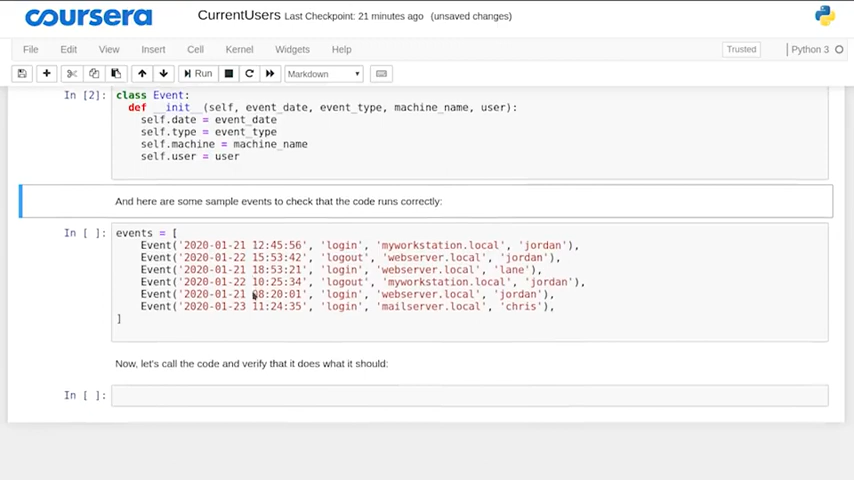 coursera CurrentUsers Last Checkpoint: 21 minutes ago (unsaved changes)
File Edit View Insert Cell Kernel Widgets Help Trusted Python 3
Run Markdown
In [2]: class Event:
def __init__(self, event_date, event_type, machine_name, user):
self.date = event_date
self.type = event_type
self.machine = machine_name
self.user = user
And here are some sample events to check that the code runs correctly:
In [ ]: events = [
Event('2020-01-21 12:45:56', 'login', 'myworkstation.local', 'jordan'),
Event('2020-01-22 15:53:42', 'logout', 'webserver.local', 'jordan'),
Event('2020-01-21 18:53:21', 'login', 'webserver.local', 'lane'),
Event('2020-01-22 10:25:34', 'logout', 'myworkstation.local', 'jordan'),
Event('2020-01-21 08:20:01', 'login', 'webserver.local', 'jordan'),
Event('2020-01-23 11:24:35', 'login', 'mailserver.local', 'chris'),
]
Now, let's call the code and verify that it does what it should:
In [ ]: